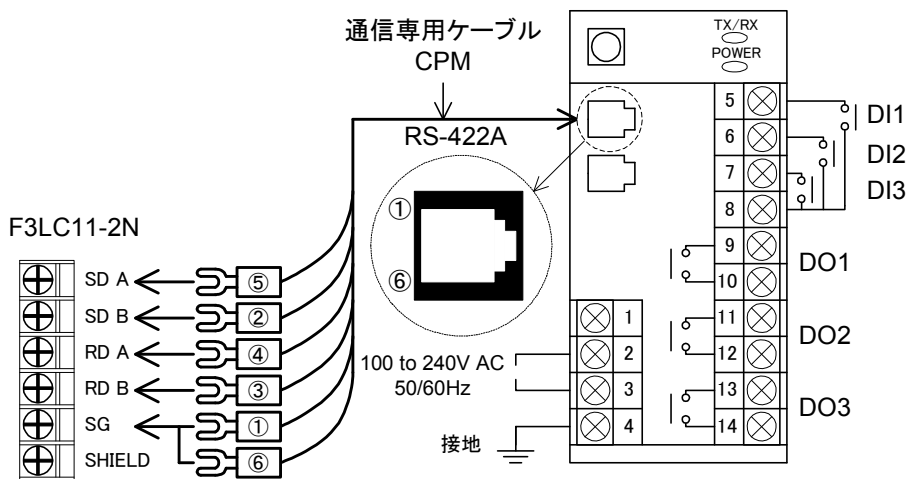 通信専用ケーブル
CPM
RS-422A
①
⑥
F3LC11-2N
SD A
⑤
SD B
②
RD A
④
RD B
③
SG
①
SHIELD
⑥
TX/RX
POWER
5
6
7
8
9
10
11
12
13
14
DI1
DI2
DI3
DO1
DO2
DO3
1
2
3
4
100 to 240V AC
50/60Hz
接地